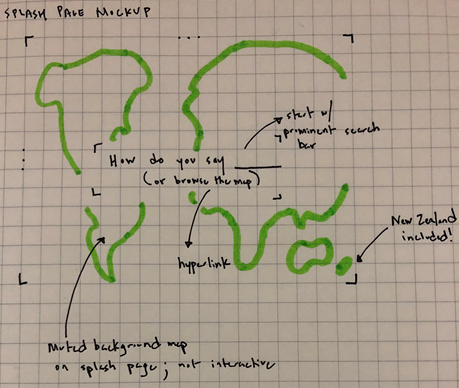 SPLASH PAGE MOCKUP
start w/
prominent search
bar
How do you say
(or browse the map)
hyperlink
New Zealand
included!
Muted background map
on splash page; not interactive